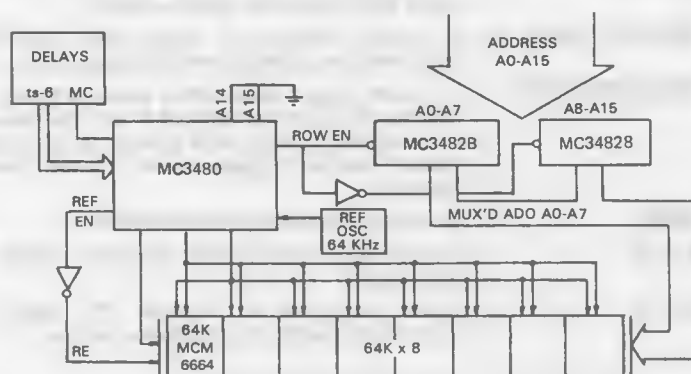 DELAYS
ts-6 MC
A14
A15
ADDRESS
A0-A15
ROW EN
A0-A7
MC3482B
A8-A15
MC3482B
MC3480
REF
EN
REF
OSC
64 KHz
MUX'D ADO A0-A7
RE
64K
MCM
6664
64K x 8